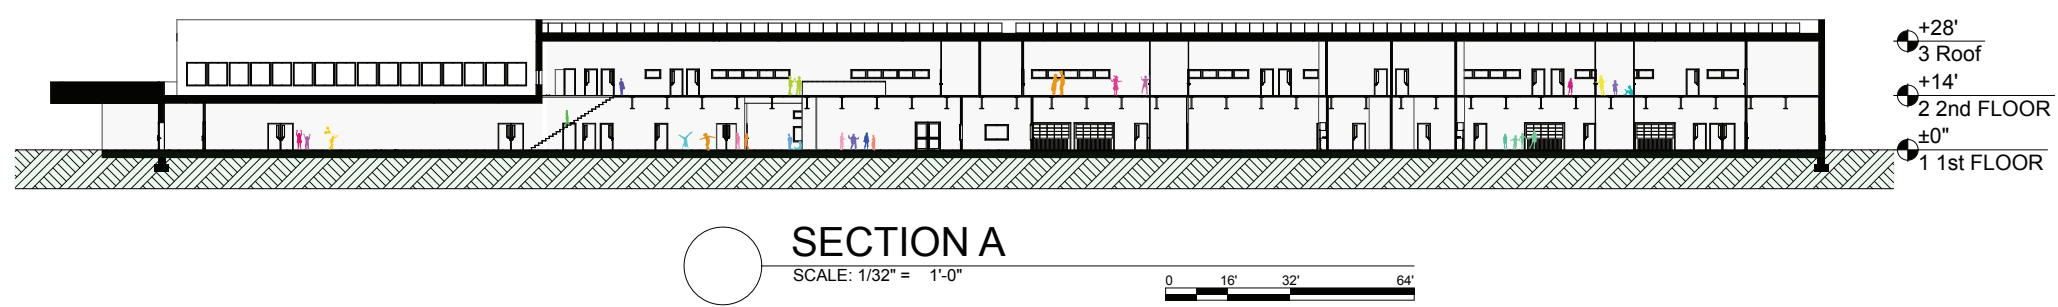 +28'
3 Roof
+14'
2 2nd FLOOR
±0"
1 1st FLOOR
SECTION A
SCALE: 1/32" = 1'-0"
0 16' 32' 64'